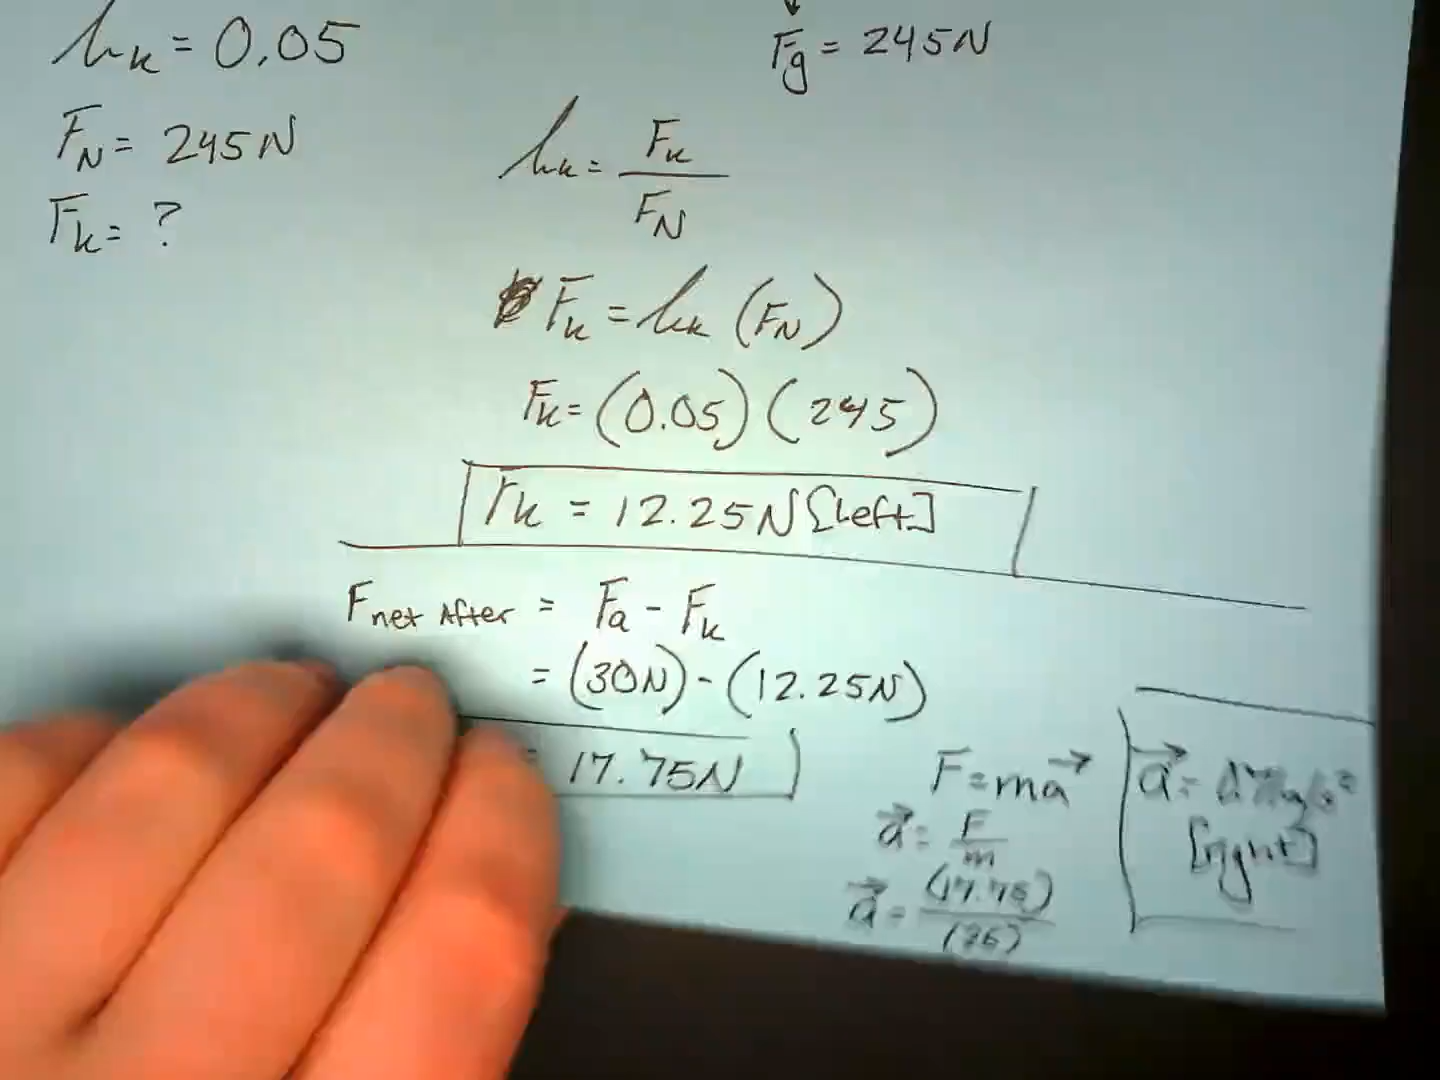 μk = 0.05
Fg = 245N
FN = 245N
Fk = ?
μk = Fk / FN
Fk = μk (FN)
Fk = (0.05) (245)
Fk = 12.25N [Left]
Fnet After = Fa - Fk
= (30N) - (12.25N)
= 17.75N
F = ma
a = F / m
a = (17.75)
a =
[right]